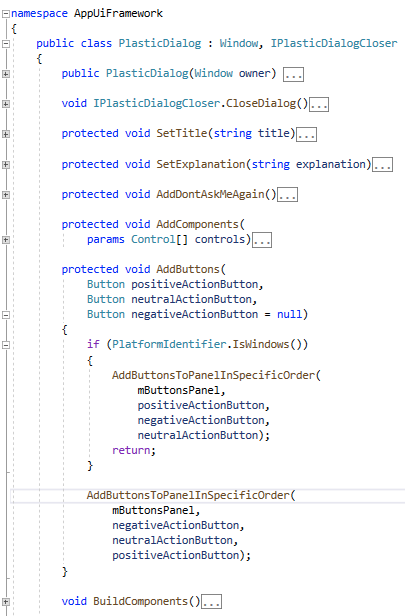 namespace AppUiFramework
{
public class PlasticDialog : Window, IPlasticDialogCloser
{
public PlasticDialog(Window owner) ...
void IPlasticDialogCloser.CloseDialog()...
protected void SetTitle(string title)...
protected void SetExplanation(string explanation)...
protected void AddDontAskMeAgain()...
protected void AddComponents(
params Control[] controls)...
protected void AddButtons(
Button positiveActionButton,
Button neutralActionButton,
Button negativeActionButton = null)
{
if (PlatformIdentifier.IsWindows())
{
AddButtonsToPanelInSpecificOrder(
mButtonsPanel,
positiveActionButton,
negativeActionButton,
neutralActionButton);
return;
}
AddButtonsToPanelInSpecificOrder(
mButtonsPanel,
negativeActionButton,
neutralActionButton,
positiveActionButton);
}
void BuildComponents()...